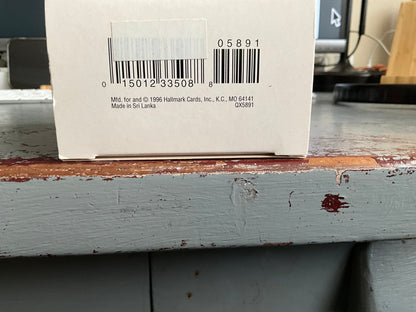 05891
0 15012 33508 8
Mfd. for and © 1996 Hallmark Cards, Inc., K.C., MO 64141
Made in Sri Lanka QX5891